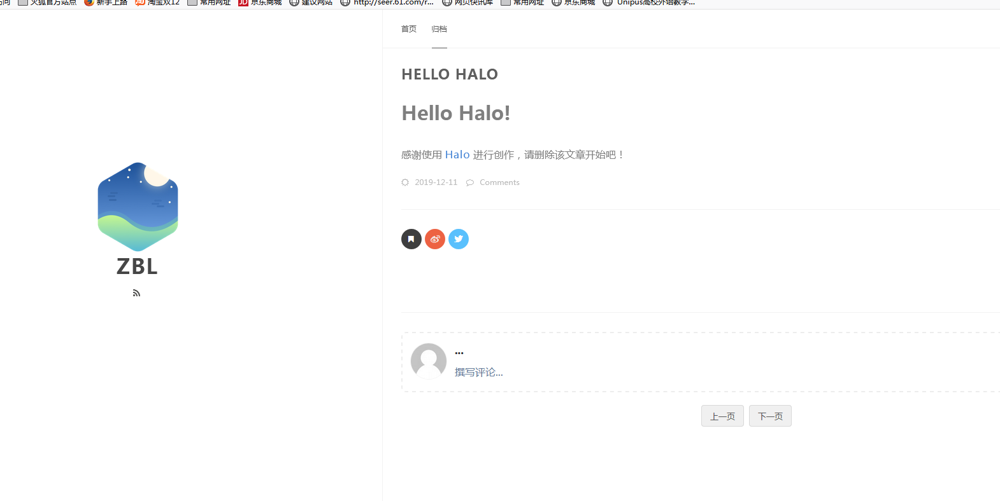 火狐官方站点 新手上路 淘宝双12 常用网址 京东商城 建议网站 http://seer.61.com/r... 网页快讯库 常用网址 京东商城 Unipus高校外语教学...
首页 归档
HELLO HALO
Hello Halo!
感谢使用 Halo 进行创作，请删除该文章开始吧！
2019-12-11 Comments
ZBL
...
撰写评论...
上一页 下一页